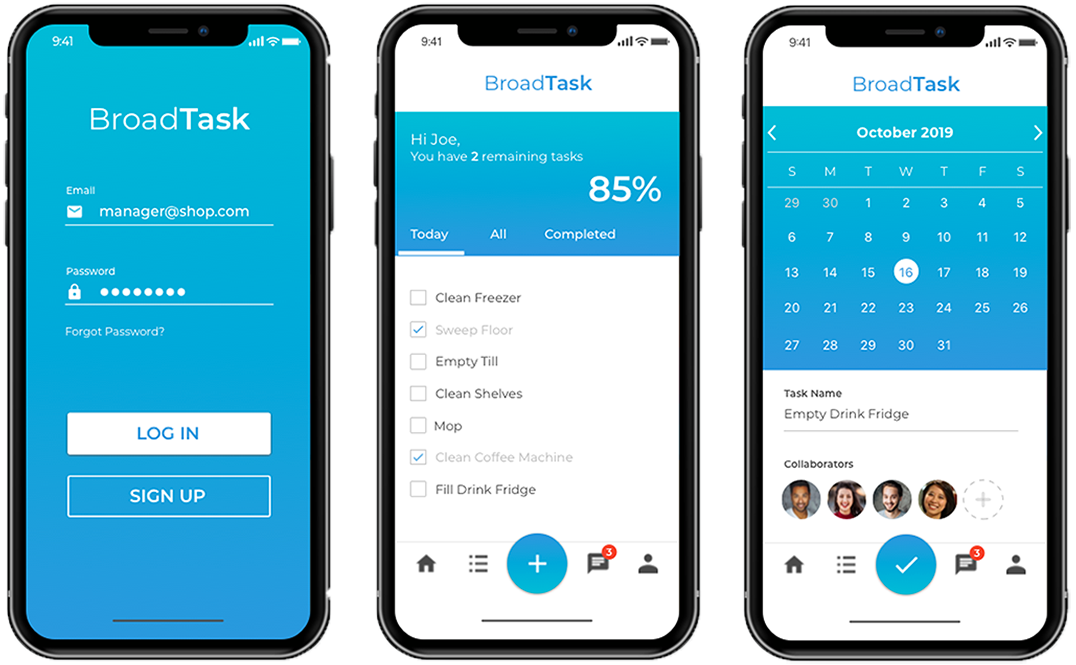 9:41
BroadTask
Email
manager@shop.com
Password
Forgot Password?
LOG IN
SIGN UP
9:41
BroadTask
Hi Joe,
You have 2 remaining tasks
85%
Today All Completed
Clean Freezer
Sweep Floor
Empty Till
Clean Shelves
Mop
Clean Coffee Machine
Fill Drink Fridge
+
3
9:41
BroadTask
October 2019
S M T W T F S
29 30 1 2 3 4 5
6 7 8 9 10 11 12
13 14 15 16 17 18 19
20 21 22 23 24 25 26
27 28 29 30 31
Task Name
Empty Drink Fridge
Collaborators
+
3